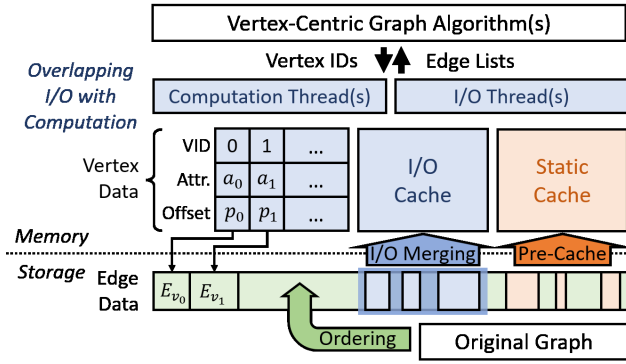 Vertex-Centric Graph Algorithm(s)
Vertex IDs
Edge Lists
Overlapping
I/O with
Computation
Computation Thread(s)
I/O Thread(s)
Vertex
Data
VID 0 1 ...
Attr. a0 a1 ...
Offset p0 p1 ...
I/O
Cache
Static
Cache
Memory
I/O Merging
Pre-Cache
Storage
Edge
Data
Ev0 Ev1
Ordering
Original Graph